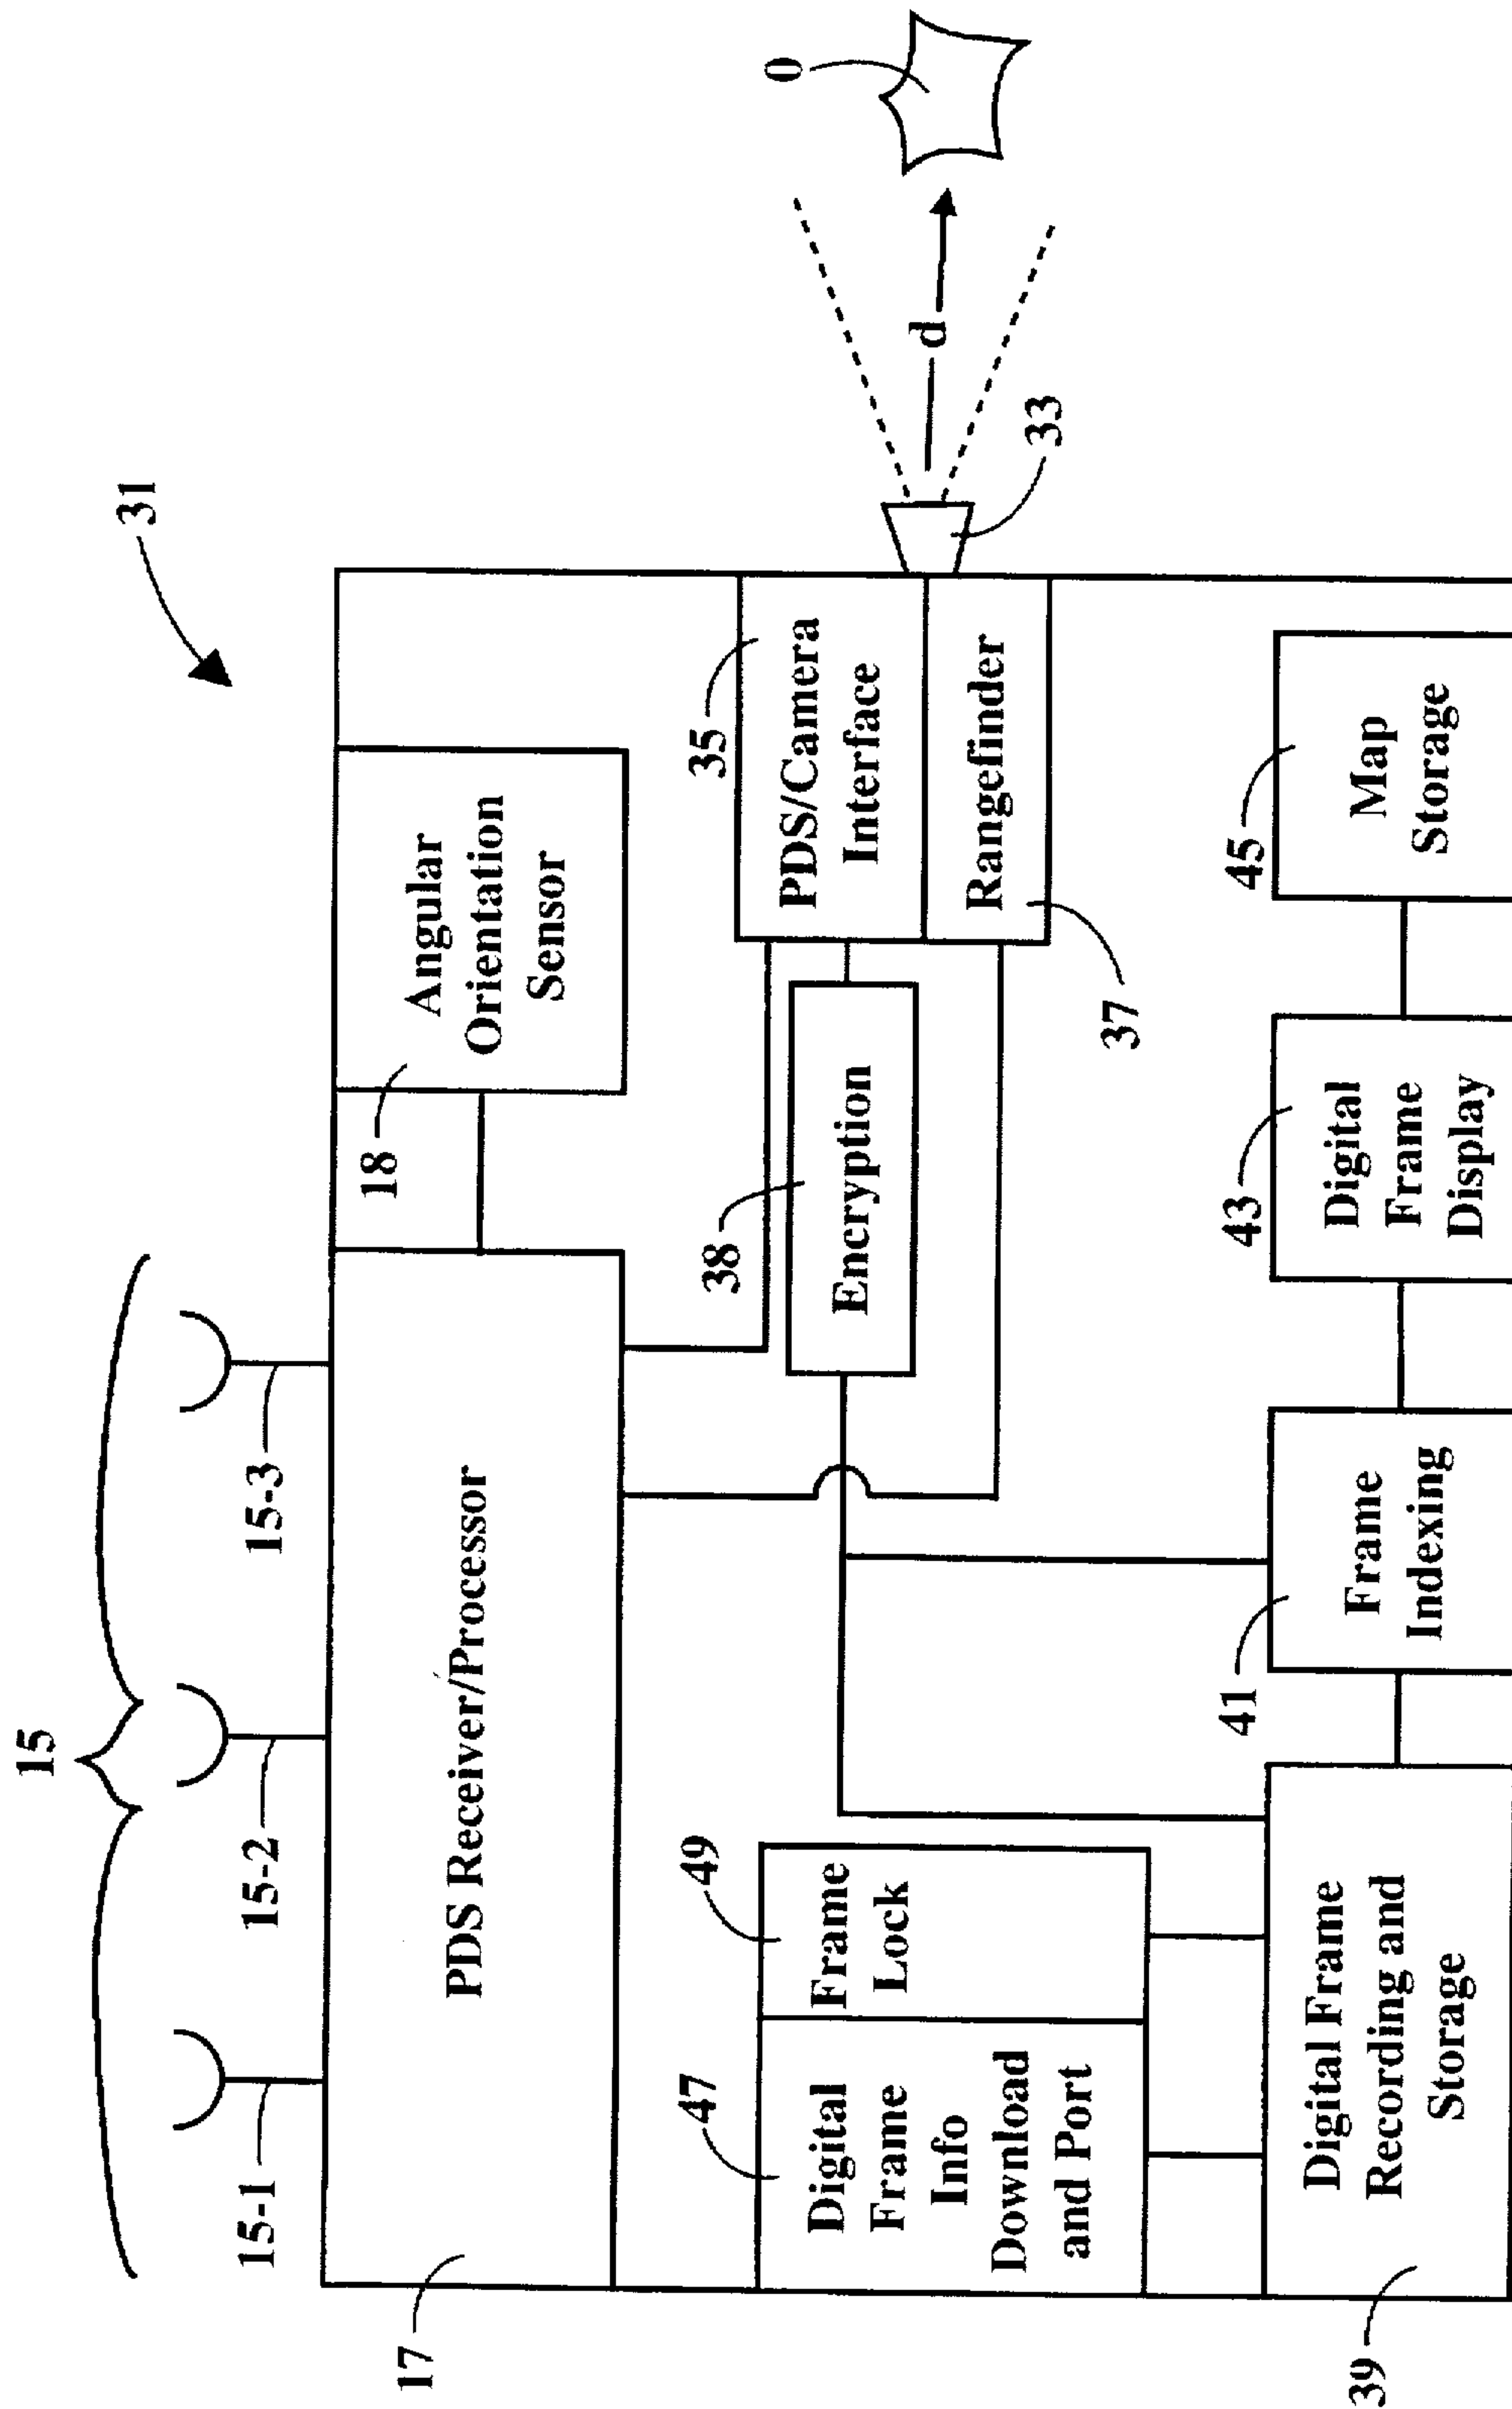 15
31
15-1
15-2
15-3
17
PDS Receiver/Processor
18
Angular
Orientation
Sensor
35
PDS/Camera
Interface
Rangefinder
37
38
Encryption
33
d
0
47
Digital
Frame
Info
Download
and Port
49
Frame
Lock
39
Digital Frame
Recording and
Storage
41
Frame
Indexing
43
Digital
Frame
Display
45
Map
Storage